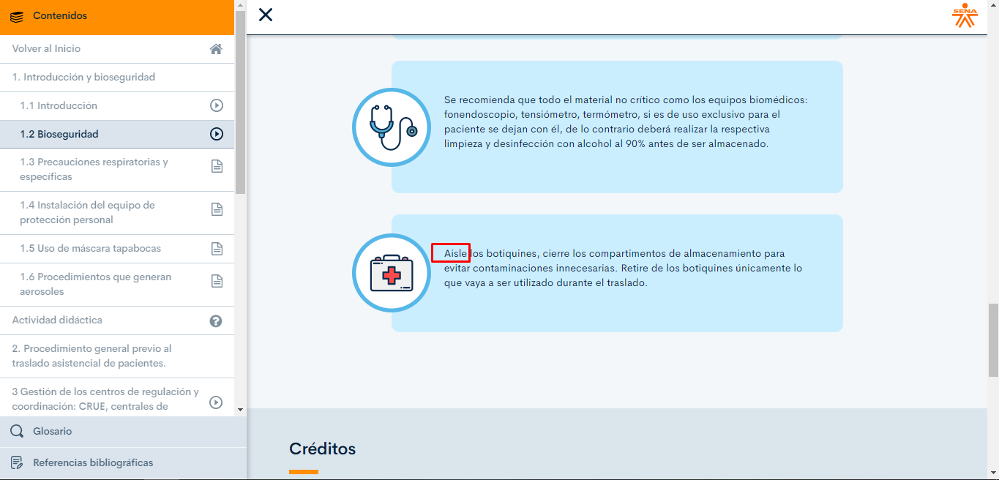 Contenidos
Volver al Inicio
1. Introducción y bioseguridad
1.1 Introducción
1.2 Bioseguridad
1.3 Precauciones respiratorias y
específicas
1.4 Instalación del equipo de
protección personal
1.5 Uso de máscara tapabocas
1.6 Procedimientos que generan
aerosoles
Actividad didáctica
2. Procedimiento general previo al
traslado asistencial de pacientes.
3 Gestión de los centros de regulación y
coordinación: CRUE, centrales de
Glosario
Referencias bibliográficas
SENA
Se recomienda que todo el material no crítico como los equipos biomédicos:
fonendoscopio, tensiómetro, termómetro, si es de uso exclusivo para el
paciente se dejan con él, de lo contrario deberá realizar la respectiva
limpieza y desinfección con alcohol al 90% antes de ser almacenado.
Aisle los botiquines, cierre los compartimentos de almacenamiento para
evitar contaminaciones innecesarias. Retire de los botiquines únicamente lo
que vaya a ser utilizado durante el traslado.
Créditos